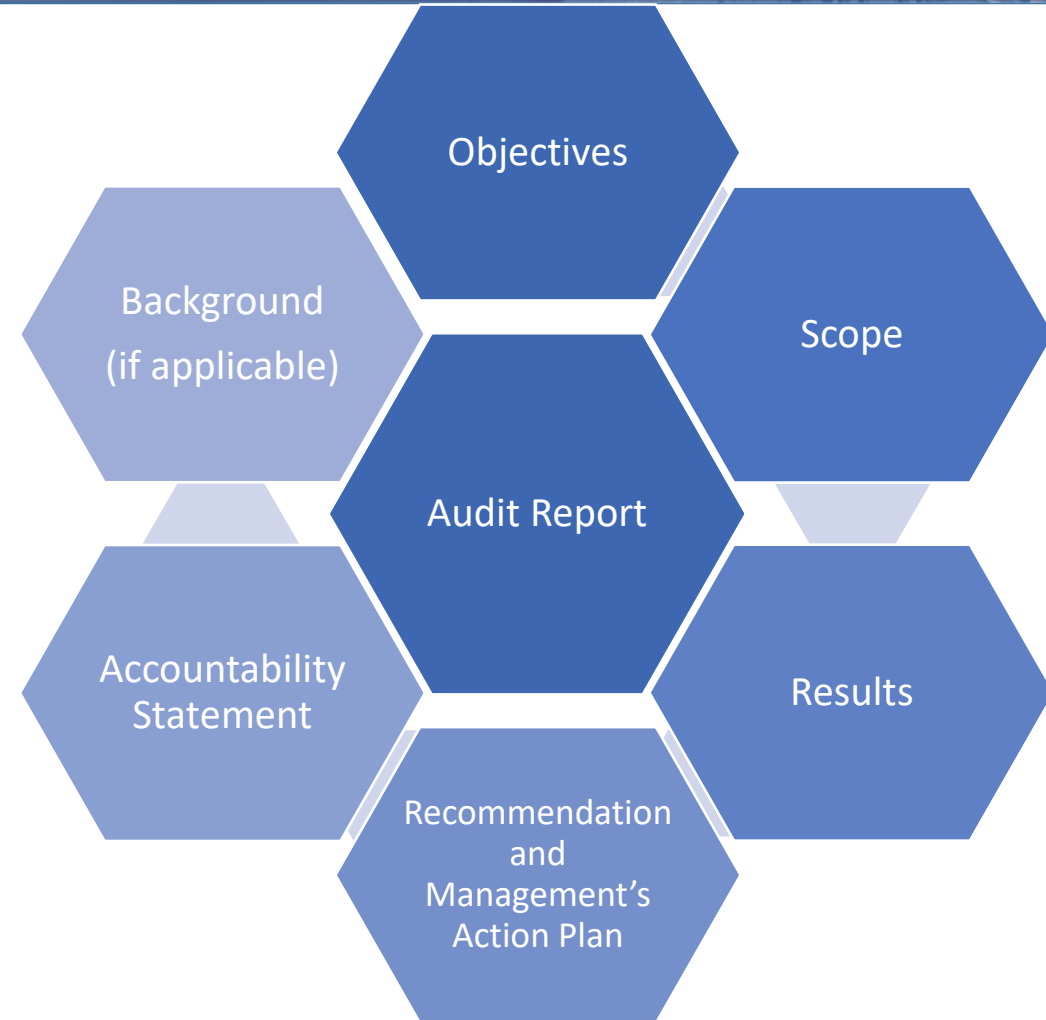 Objectives
Background
(if applicable)
Scope
Audit Report
Accountability
Statement
Results
Recommendation
and
Management’s
Action Plan